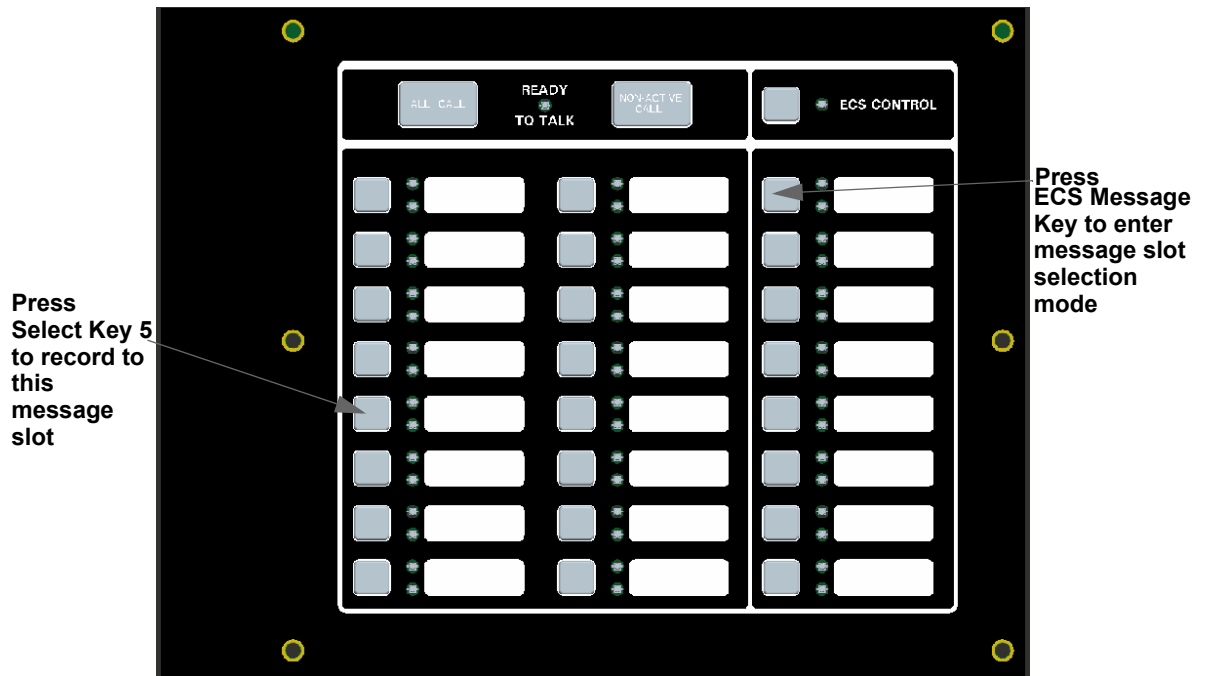 READY
ALL CALL
NON-ACTIVE
CALL
TO TALK
ECS CONTROL
Press
ECS Message
Key to enter
message slot
selection
mode
Press
Select Key 5
to record to
this
message
slot